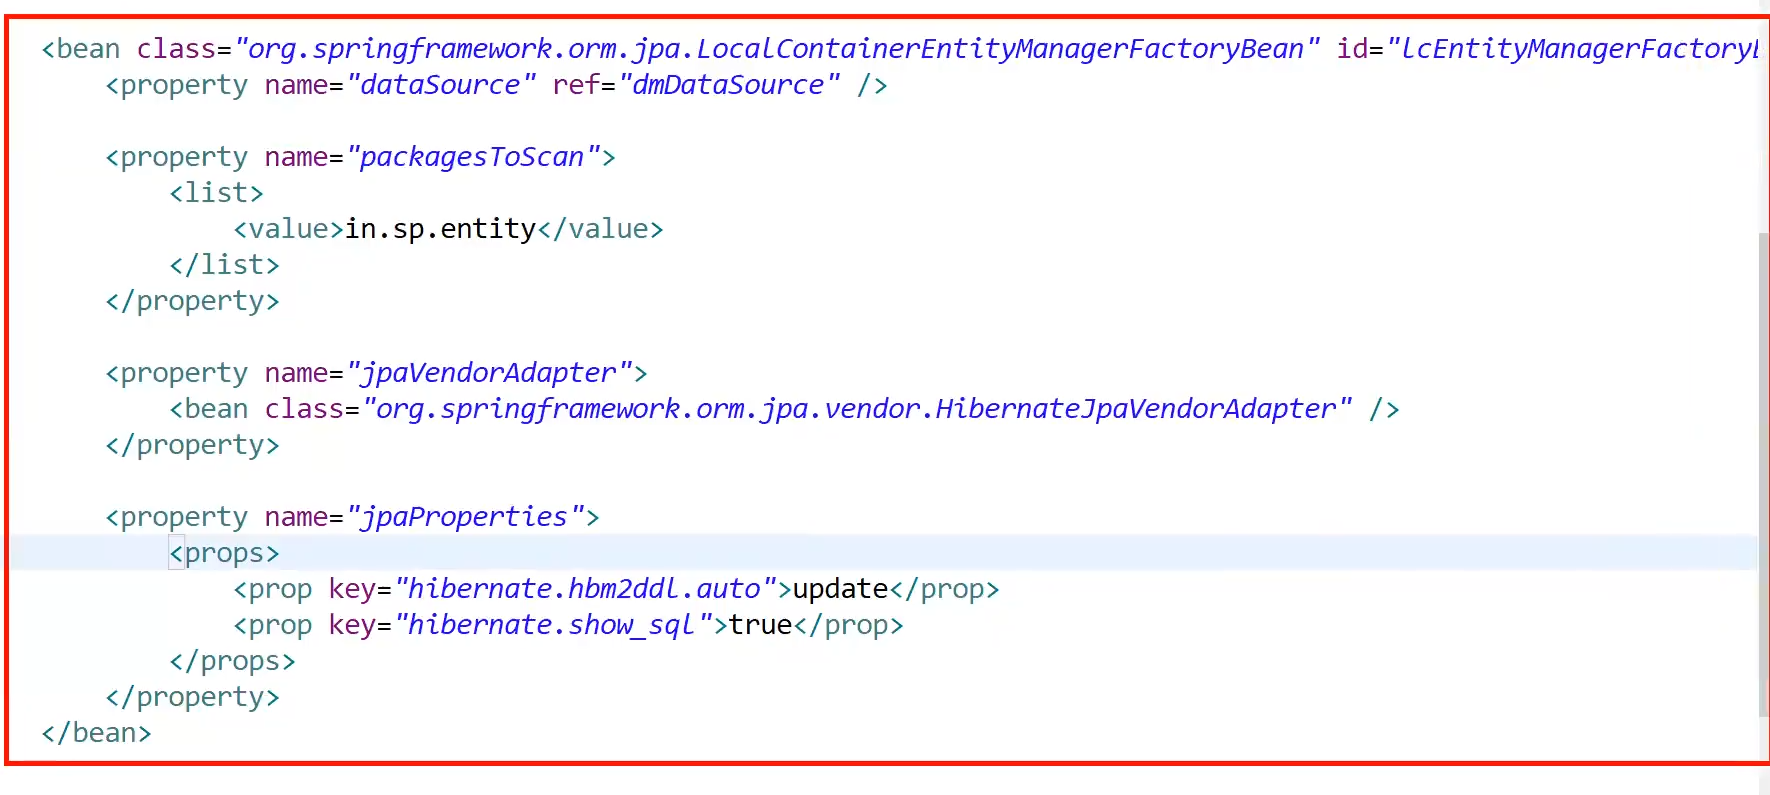 <bean class="org.springframework.orm.jpa.LocalContainerEntityManagerFactoryBean" id="lcEntityManagerFactoryB
<property name="dataSource" ref="dmDataSource" />
<property name="packagesToScan">
<list>
<value>in.sp.entity</value>
</list>
</property>
<property name="jpaVendorAdapter">
<bean class="org.springframework.orm.jpa.vendor.HibernateJpaVendorAdapter" />
</property>
<property name="jpaProperties">
<props>
<prop key="hibernate.hbm2ddl.auto">update</prop>
<prop key="hibernate.show_sql">true</prop>
</props>
</property>
</bean>